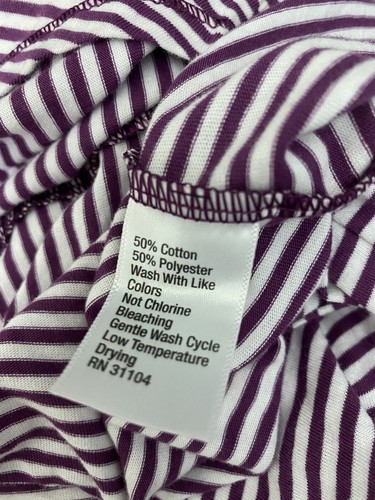 50% Cotton
50% Polyester
Wash With Like
Colors
Not Chlorine
Bleaching
Gentle Wash Cycle
Low Temperature
Drying
RN 31104